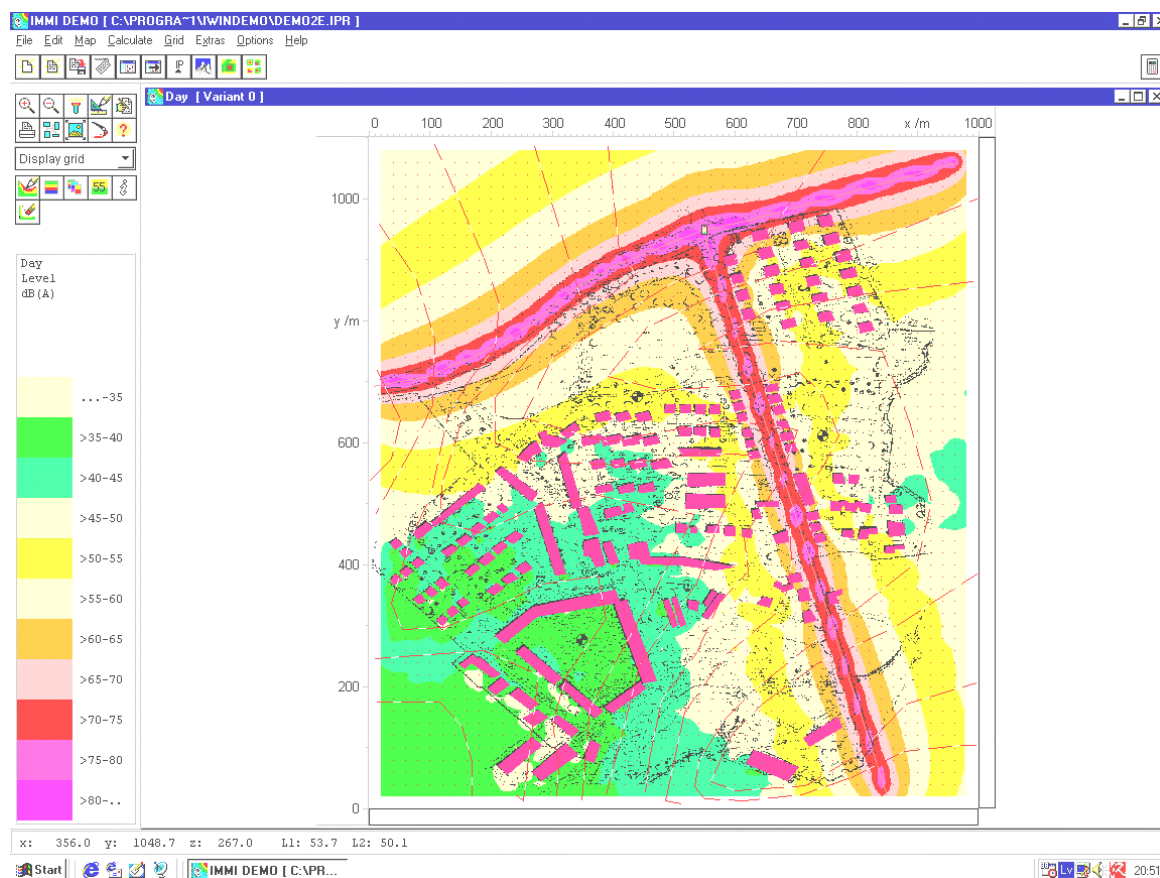 IMMI DEMO [ C:\PROGRA~1\IWINDEMO\DEMO2E.IPR ]
File Edit Map Calculate Grid Extras Options Help
IP
Day [ Variant 0 ]
Display grid
55
0 100 200 300 400 500 600 700 800 x /m 1000
1000
y /m
600
400
200
0
Day
Level
dB(A)
...-35
>35-40
>40-45
>45-50
>50-55
>55-60
>60-65
>65-70
>70-75
>75-80
>80-..
x: 356.0 y: 1048.7 z: 267.0 L1: 53.7 L2: 50.1
Start
IMMI DEMO [ C:\PR...
Lv
20:51